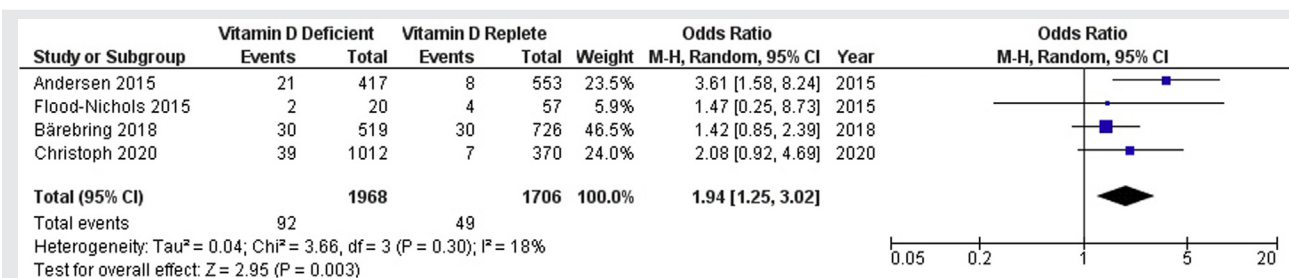 Vitamin D Deficient Vitamin D Replete Odds Ratio Odds Ratio
Study or Subgroup Events Total Events Total Weight M-H, Random, 95% CI Year M-H, Random, 95% CI
Andersen 2015 21 417 8 553 23.5% 3.61 [1.58, 8.24] 2015
Flood-Nichols 2015 2 20 4 57 5.9% 1.47 [0.25, 8.73] 2015
Bärebring 2018 30 519 30 726 46.5% 1.42 [0.85, 2.39] 2018
Christoph 2020 39 1012 7 370 24.0% 2.08 [0.92, 4.69] 2020
Total (95% CI) 1968 1706 100.0% 1.94 [1.25, 3.02]
Total events 92 49
Heterogeneity: Tau² = 0.04; Chi² = 3.66, df = 3 (P = 0.30); I² = 18%
Test for overall effect: Z = 2.95 (P = 0.003)
0.05 0.2 1 5 20